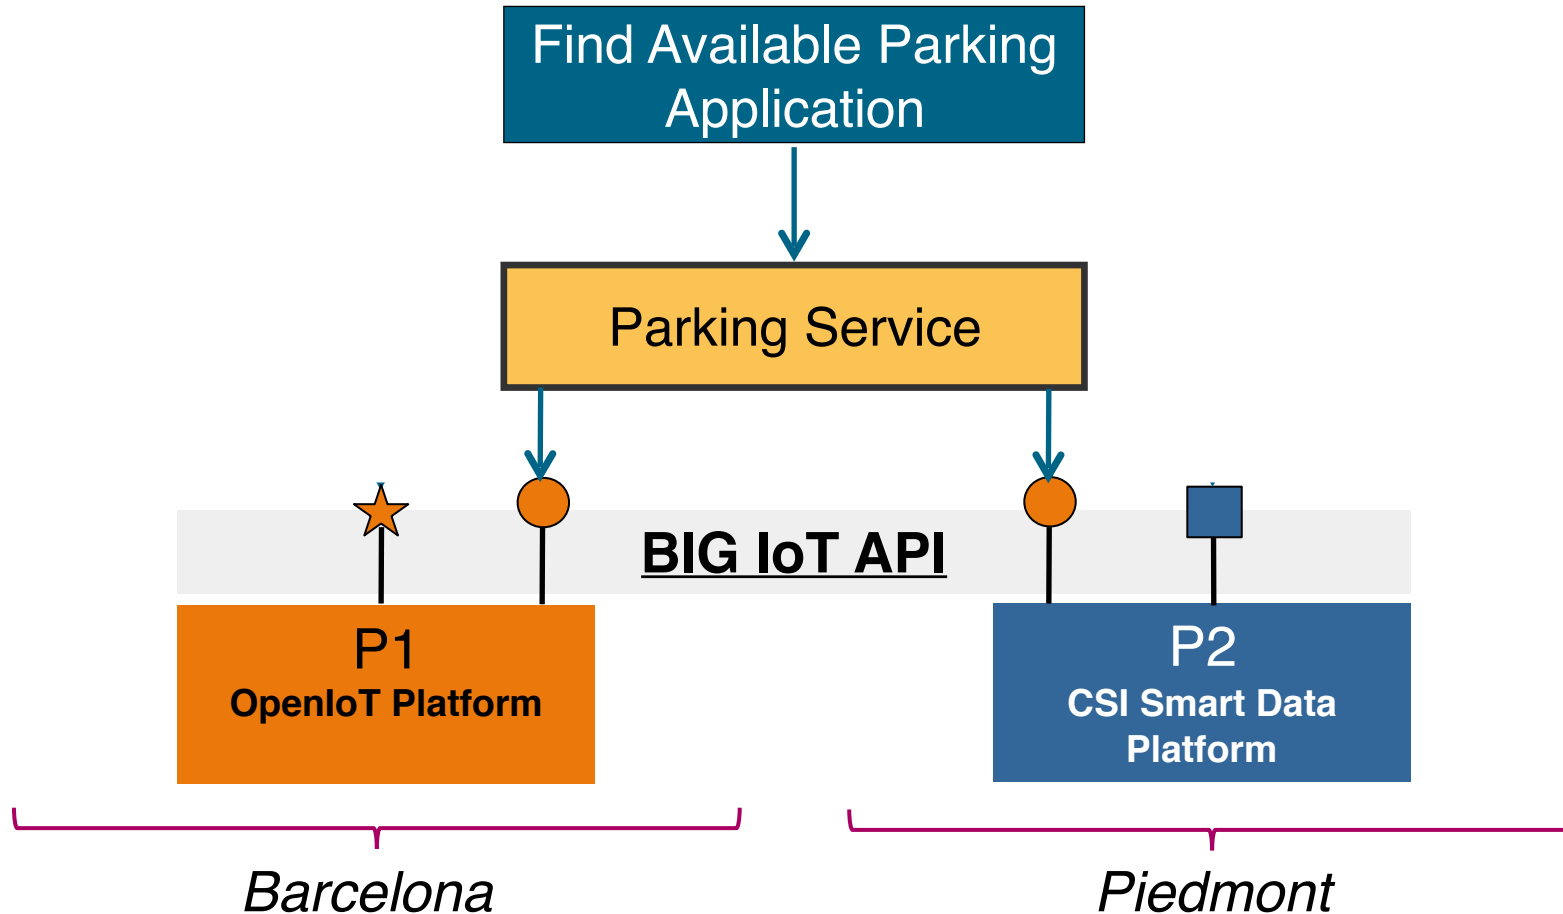 Find Available Parking
Application
Parking Service
BIG IoT API
P1
OpenIoT Platform
P2
CSI Smart Data
Platform
Barcelona
Piedmont